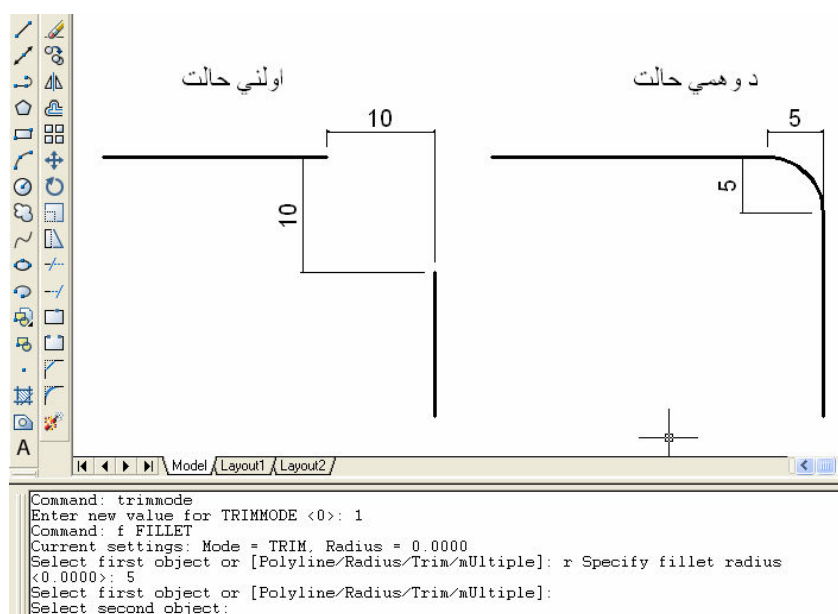 اولني حالت
دوهمي حالت
10
5
10
5
A
Model
Layout1
Layout2
Command: trimmode
Enter new value for TRIMMODE <0>: 1
Command: f FILLET
Current settings: Mode = TRIM, Radius = 0.0000
Select first object or [Polyline/Radius/Trim/mUltiple]: r Specify fillet radius
<0.0000>: 5
Select first object or [Polyline/Radius/Trim/mUltiple]:
Select second object: